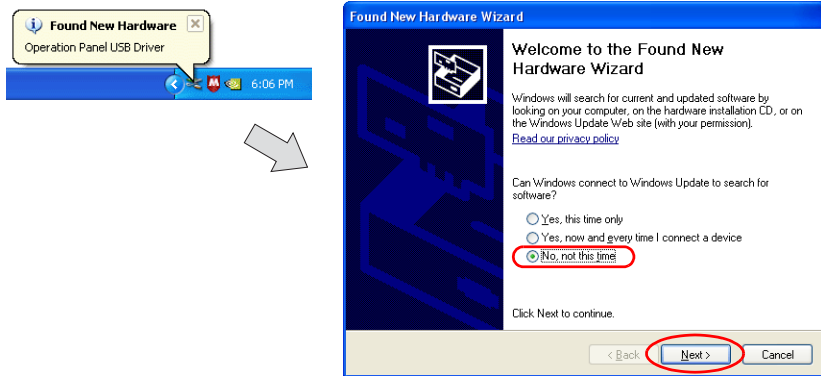 Found New Hardware
Operation Panel USB Driver
6:06 PM
Found New Hardware Wizard
Welcome to the Found New
Hardware Wizard
Windows will search for current and updated software by
looking on your computer, on the hardware installation CD, or on
the Windows Update Web site (with your permission).
Read our privacy policy
Can Windows connect to Windows Update to search for
software?
Yes, this time only
Yes, now and every time I connect a device
No, not this time
Click Next to continue.
< Back
Next >
Cancel